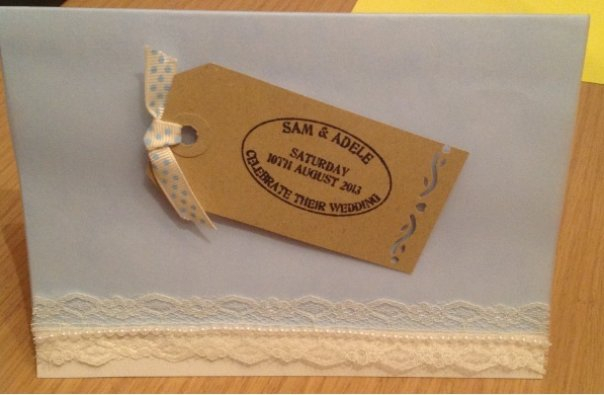 SAM & ADELE
SATURDAY
10TH AUGUST 2013
CELEBRATE THEIR WEDDING